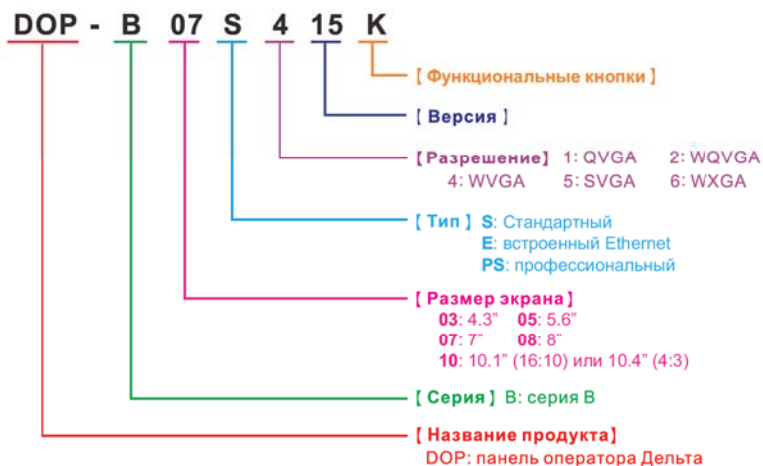 DOP - B 07 S 4 15 K
[ Функциональные кнопки ]
[ Версия ]
[Разрешение] 1: QVGA 2: WQVGA
4: WVGA 5: SVGA 6: WXGA
[ Тип ] S: Стандартный
E: встроенный Ethernet
PS: профессиональный
[ Размер экрана]
03: 4.3" 05: 5.6"
07: 7" 08: 8"
10: 10.1" (16:10) или 10.4" (4:3)
[ Серия ] B: серия B
[ Название продукта]
DOP: панель оператора Дельта